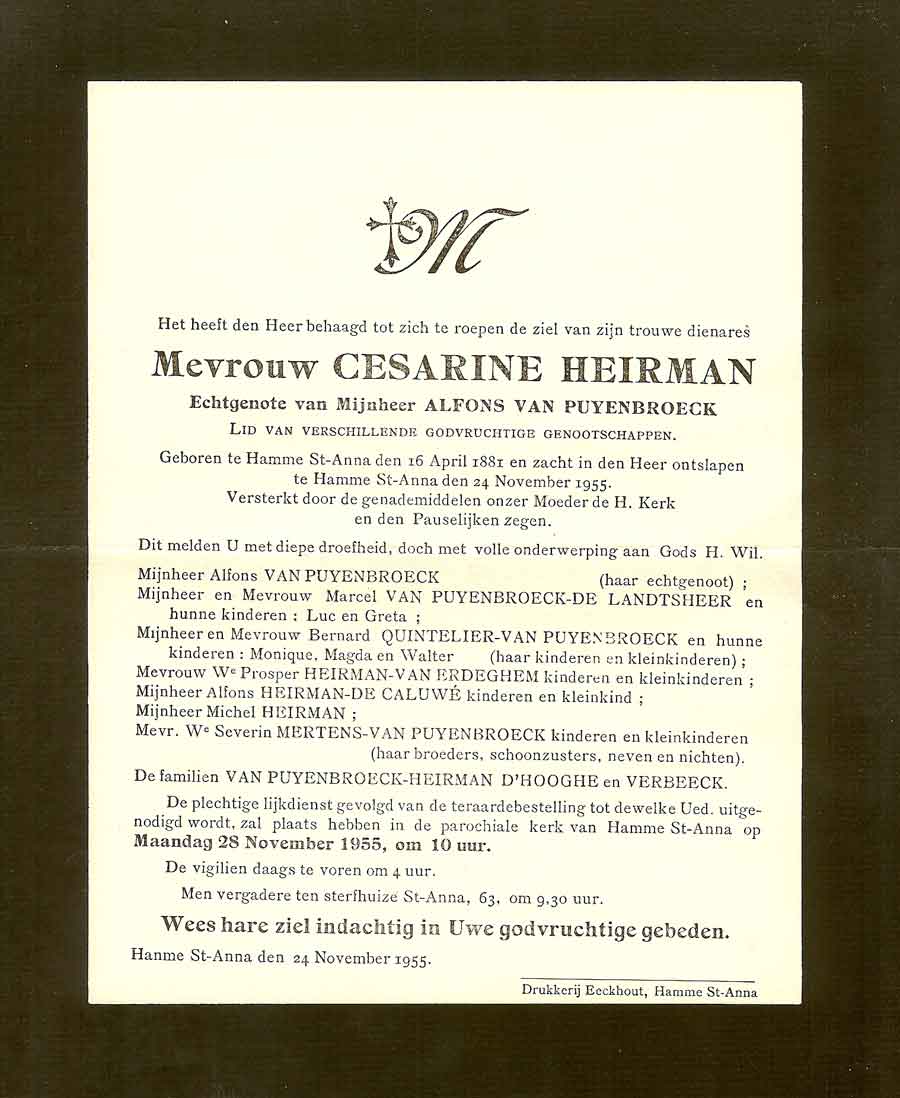 M
Het heeft den Heer behaagd tot zich te roepen de ziel van zijn trouwe dienares
Mevrouw CESARINE HEIRMAN
Echtgenote van Mijnheer ALFONS VAN PUYENBROECK
LID VAN VERSCHILLENDE GODVRUCHTIGE GENOOTSCHAPPEN.
Geboren te Hamme St-Anna den 16 April 1881 en zacht in den Heer ontslapen
te Hamme St-Anna den 24 November 1955.
Versterkt door de genademiddelen onzer Moeder de H. Kerk
en den Pauselijken zegen.
Dit melden U met diepe droefheid, doch met volle onderwerping aan Gods H. Wil.
Mijnheer Alfons VAN PUYENBROECK (haar echtgenoot) ;
Mijnheer en Mevrouw Marcel VAN PUYENBROECK-DE LANDTSHEER en
hunne kinderen : Luc en Greta ;
Mijnheer en Mevrouw Bernard QUINTELIER-VAN PUYENBROECK en hunne
kinderen : Monique, Magda en Walter (haar kinderen en kleinkinderen) ;
Mevrouw We Prosper HEIRMAN-VAN ERDEGHEM kinderen en kleinkinderen ;
Mijnheer Alfons HEIRMAN-DE CALUWÉ kinderen en kleinkind ;
Mijnheer Michel HEIRMAN ;
Mevr. We Severin MERTENS-VAN PUYENBROECK kinderen en kleinkinderen
(haar broeders, schoonzusters, neven en nichten).
De familien VAN PUYENBROECK-HEIRMAN D'HOOGHE en VERBEECK.
De plechtige lijkdienst gevolgd van de teraardebestelling tot dewelke Ued. uitge-
nodigd wordt, zal plaats hebben in de parochiale kerk van Hamme St-Anna op
Maandag 28 November 1955, om 10 uur.
De vigilien daags te voren om 4 uur.
Men vergadere ten sterfhuize St-Anna, 63, om 9,30 uur.
Wees hare ziel indachtig in Uwe godvruchtige gebeden.
Hanme St-Anna den 24 November 1955.
Drukkerij Eeckhout, Hamme St-Anna